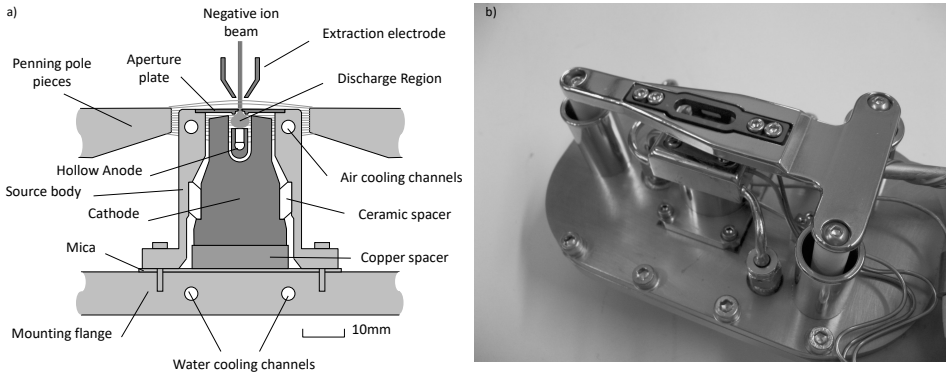 a)
Negative ion
beam
Extraction electrode
Aperture
plate
Penning pole
pieces
Discharge Region
Hollow Anode
Air cooling channels
Source body
Cathode
Ceramic spacer
Mica
Copper spacer
Mounting flange
10mm
Water cooling channels
b)